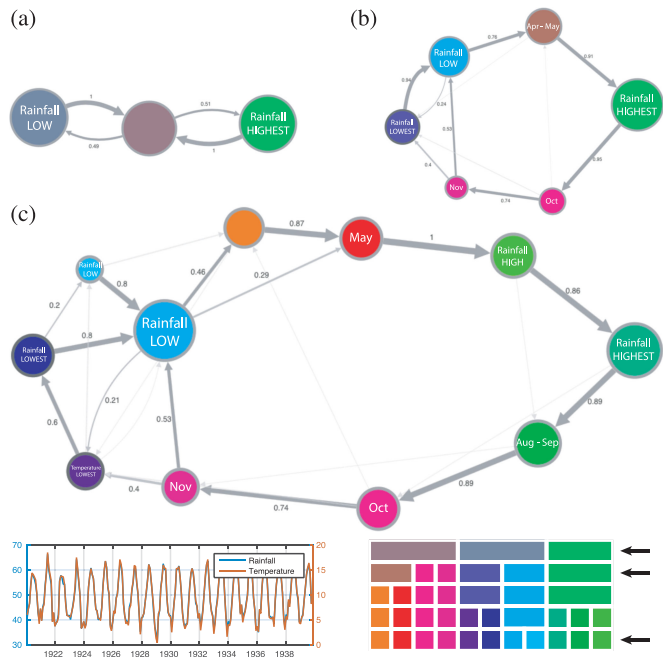 (a)
Rainfall
LOW
1
0.49
0.51
1
Rainfall
HIGHEST
(b)
Apr-May
0.76
0.91
Rainfall
LOW
0.94
0.24
Rainfall
LOWEST
0.53
0.4
Rainfall
HIGHEST
0.95
Nov
0.74
Oct
(c)
0.87
May
1
Rainfall
HIGH
Rainfall
LOW
0.8
0.46
0.29
0.86
0.2
Rainfall
LOW
Rainfall
LOWEST
0.8
Rainfall
HIGHEST
0.21
0.6
0.53
0.89
Aug-Sep
Temperature
LOWEST
0.4
Nov
0.74
Oct
0.89
70
60
50
40
30
20
15
10
5
0
Rainfall
Temperature
1922 1924 1926 1928 1930 1932 1934 1936 1938